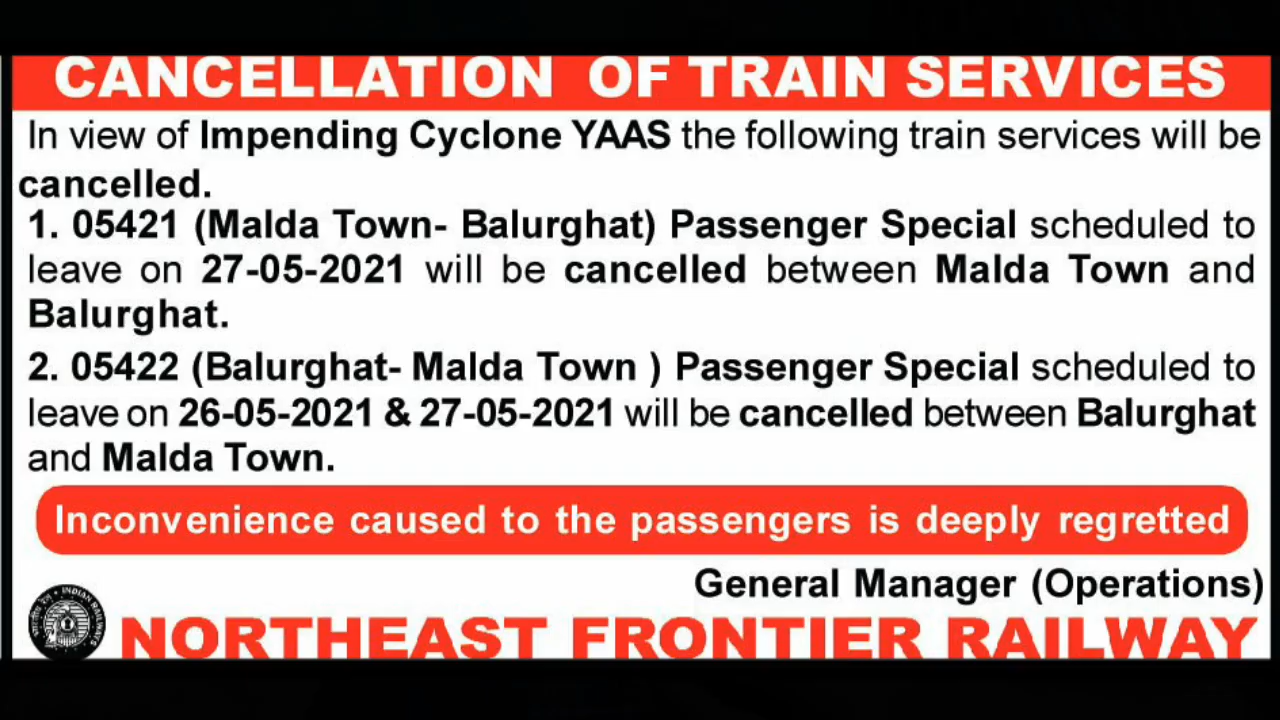 CANCELLATION OF TRAIN SERVICES
In view of Impending Cyclone YAAS the following train services will be
cancelled.
1. 05421 (Malda Town- Balurghat) Passenger Special scheduled to
leave on 27-05-2021 will be cancelled between Malda Town and
Balurghat.
2. 05422 (Balurghat- Malda Town ) Passenger Special scheduled to
leave on 26-05-2021 & 27-05-2021 will be cancelled between Balurghat
and Malda Town.
Inconvenience caused to the passengers is deeply regretted
General Manager (Operations)
INDIAN RAILWAYS
NORTHEAST FRONTIER RAILWAY